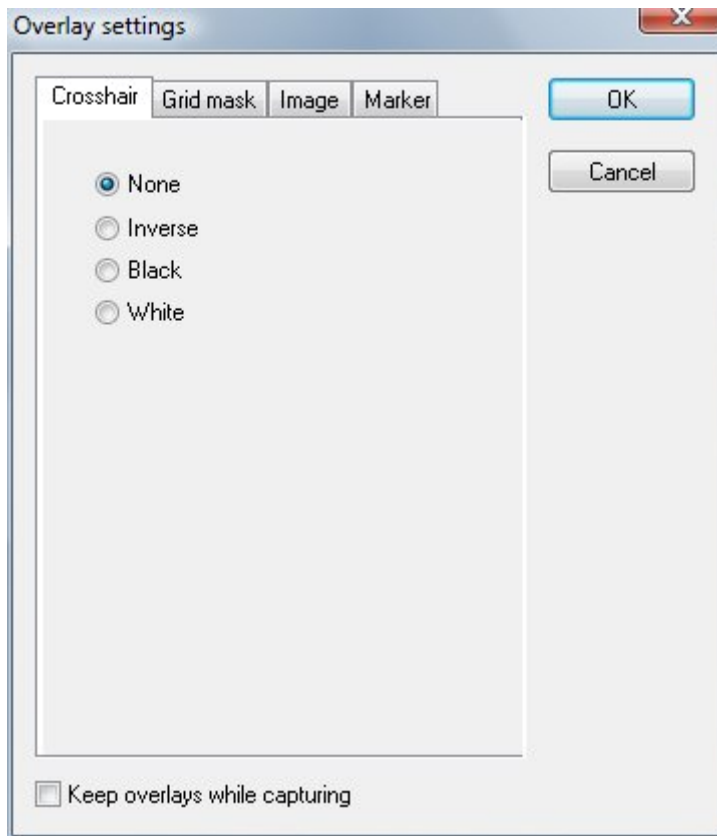 Overlay settings
Crosshair Grid mask Image Marker
OK
Cancel
None
Inverse
Black
White
Keep overlays while capturing